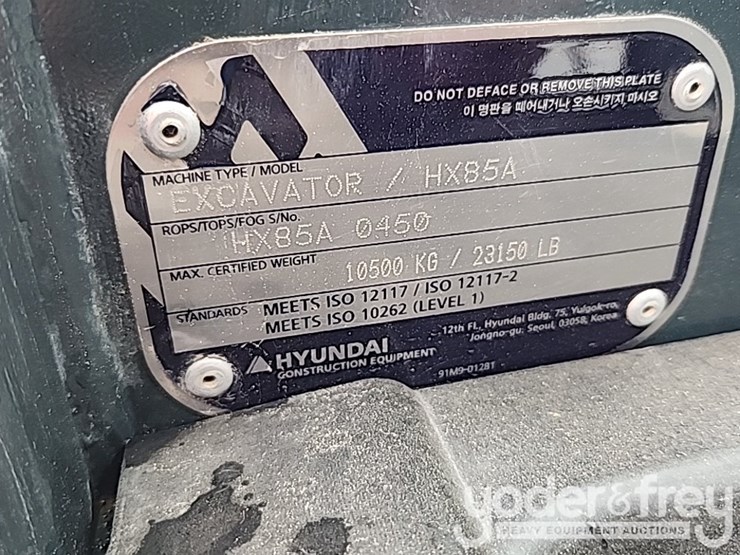 DO NOT DEFACE OR REMOVE THIS PLATE
이 명판을 떼어내거나 오손시키지 마시오
MACHINE TYPE / MODEL
EXCAVATOR / HX85A
ROPS/TOPS/FOG S/No.
HX85A 0450
MAX. CERTIFIED WEIGHT
10500 KG / 23150 LB
STANDARDS
MEETS ISO 12117 / ISO 12117-2
MEETS ISO 10262 (LEVEL 1)
HYUNDAI
CONSTRUCTION EQUIPMENT
12th Fl., Hyundai Bldg. 75, Yulgok-ro,
Jongno-gu, Seoul, 03058, Korea
91M9-01281
yoder&frey
HEAVY EQUIPMENT AUCTIONS